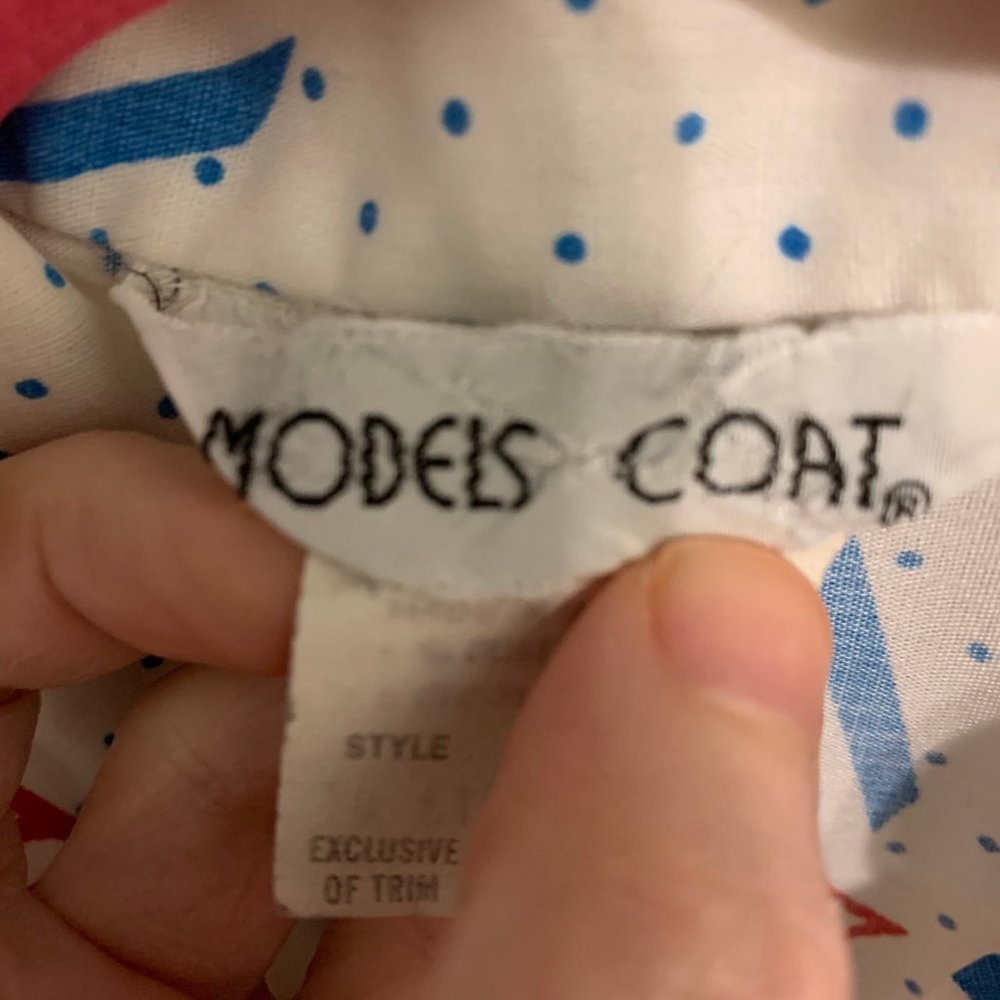 MODELS COAT®
STYLE
EXCLUSIVE
OF TRIM